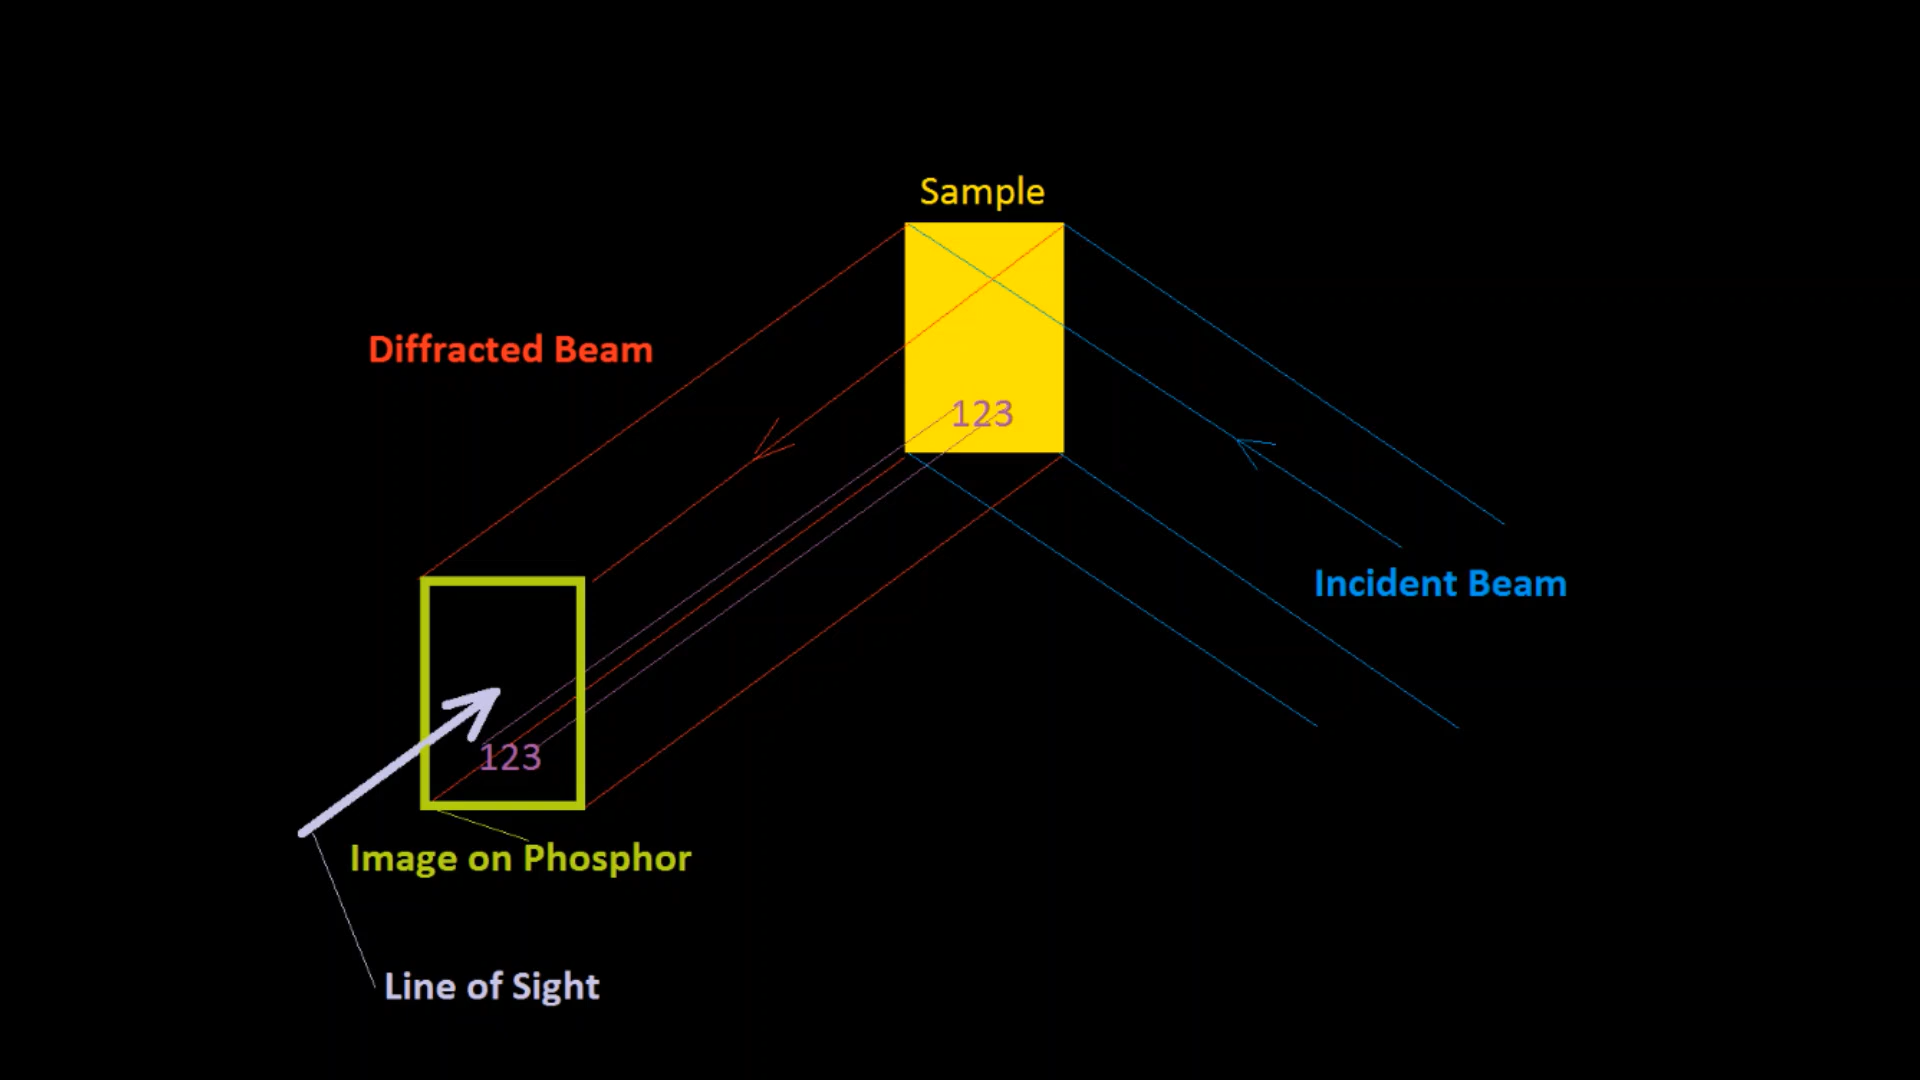 Sample
Diffracted Beam
123
Incident Beam
123
Image on Phosphor
Line of Sight